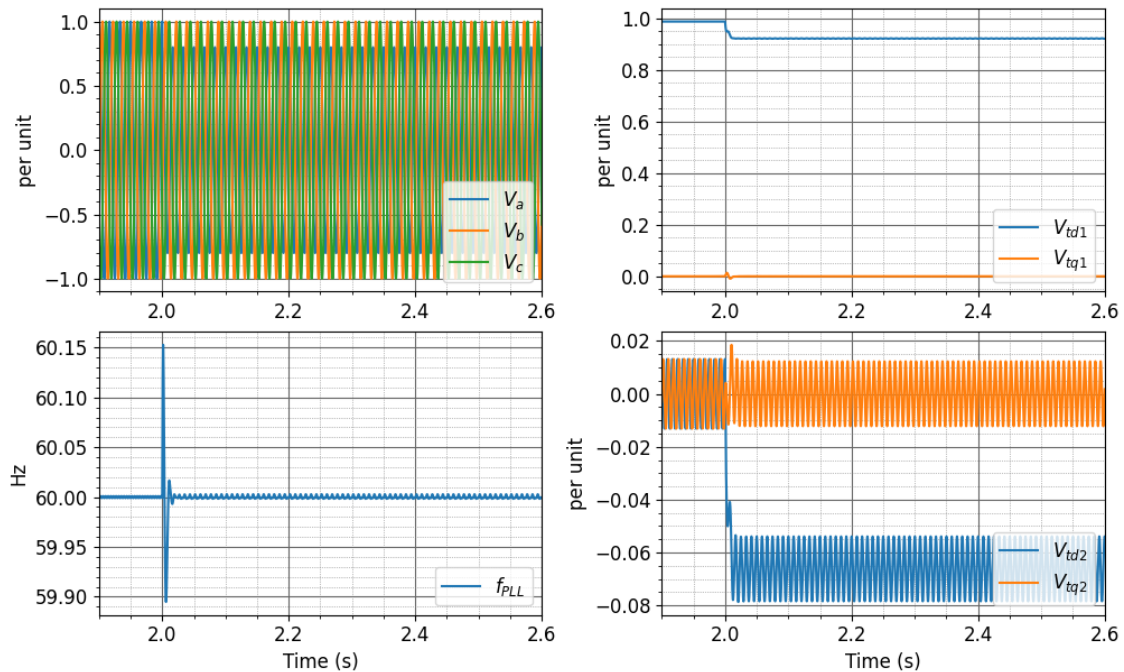 per unit
1.0
0.5
0.0
−0.5
−1.0
2.0
2.2
2.4
2.6
V_a
V_b
V_c
per unit
1.0
0.8
0.6
0.4
0.2
0.0
2.0
2.2
2.4
2.6
V_td1
V_tq1
Hz
60.15
60.10
60.05
60.00
59.95
59.90
2.0
2.2
2.4
2.6
Time (s)
f_PLL
per unit
0.02
0.00
−0.02
−0.04
−0.06
−0.08
2.0
2.2
2.4
2.6
Time (s)
V_td2
V_tq2